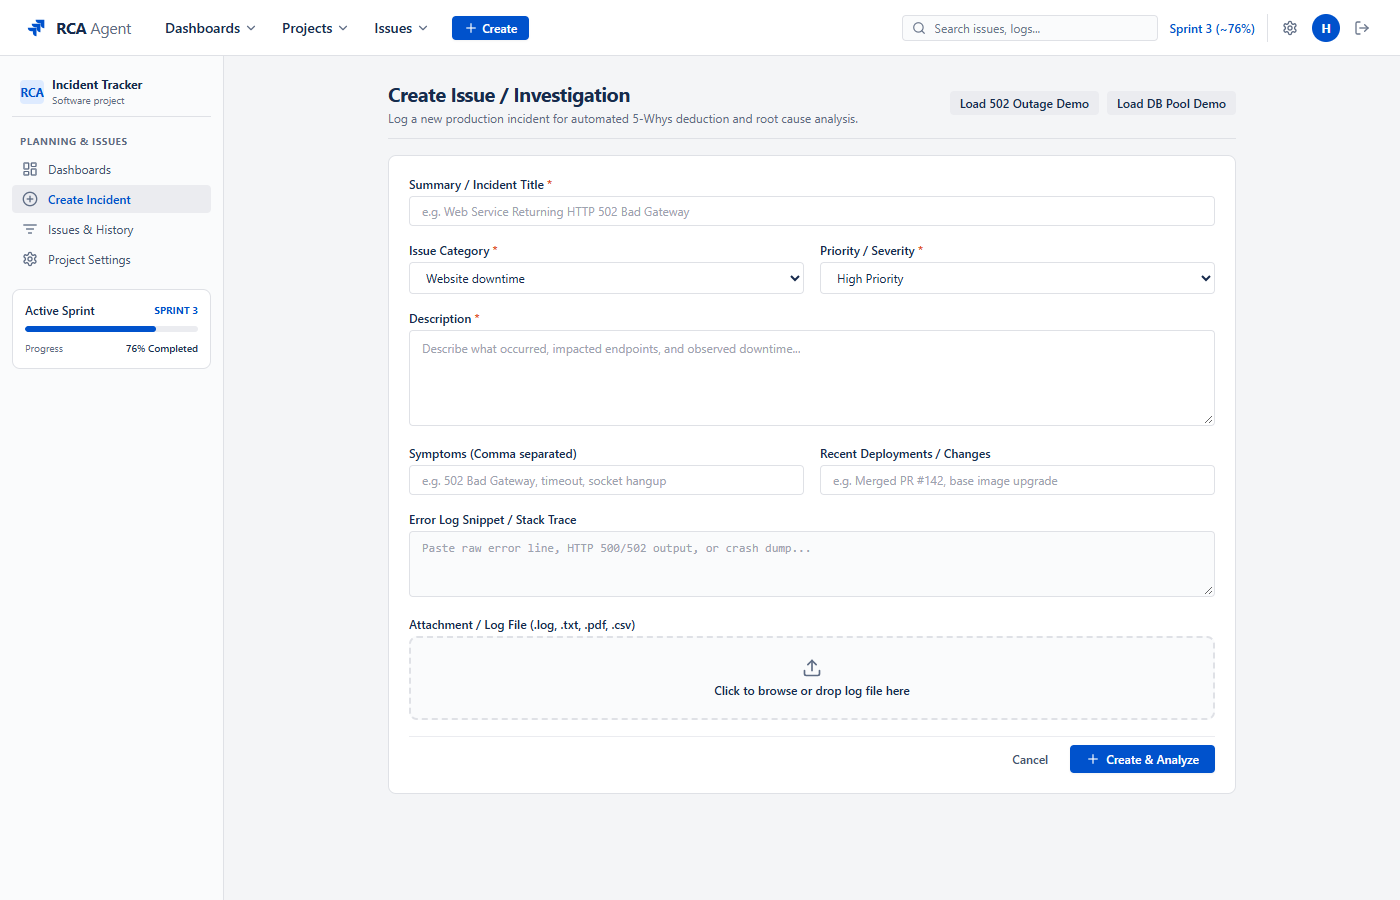 RCA Agent
Dashboards
Projects
Issues
Create
Search issues, logs...
Sprint 3 (~76%)
H
RCA
Incident Tracker
Software project
PLANNING & ISSUES
Dashboards
Create Incident
Issues & History
Project Settings
Active Sprint
SPRINT 3
Progress
76% Completed
Create Issue / Investigation
Log a new production incident for automated 5-Whys deduction and root cause analysis.
Load 502 Outage Demo
Load DB Pool Demo
Summary / Incident Title *
e.g. Web Service Returning HTTP 502 Bad Gateway
Issue Category *
Website downtime
Priority / Severity *
High Priority
Description *
Describe what occurred, impacted endpoints, and observed downtime...
Symptoms (Comma separated)
e.g. 502 Bad Gateway, timeout, socket hangup
Recent Deployments / Changes
e.g. Merged PR #142, base image upgrade
Error Log Snippet / Stack Trace
Paste raw error line, HTTP 500/502 output, or crash dump...
Attachment / Log File (.log, .txt, .pdf, .csv)
Click to browse or drop log file here
Cancel
Create & Analyze